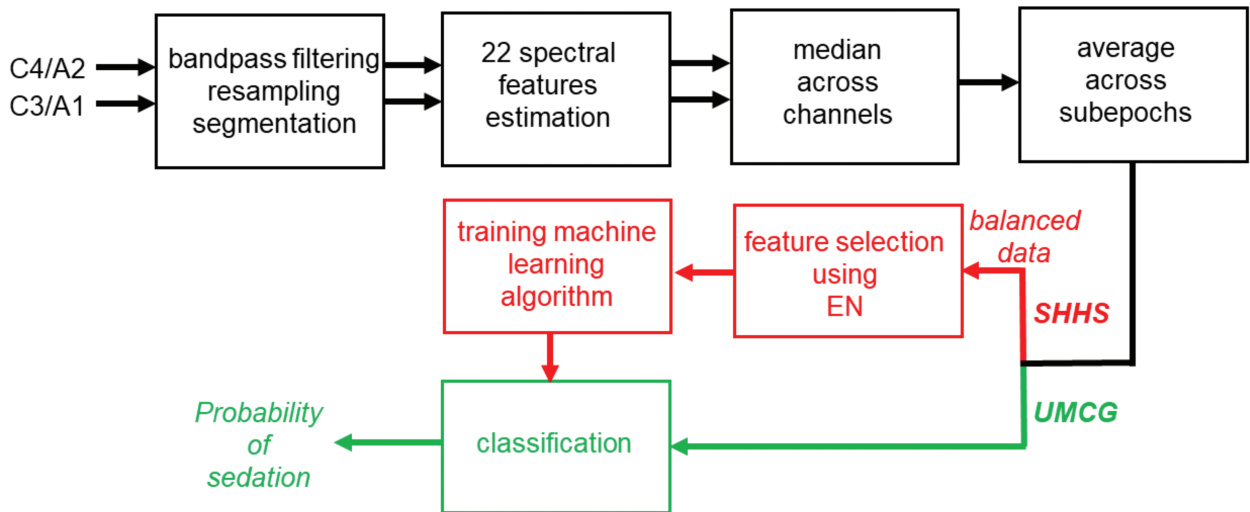 C4/A2
C3/A1
bandpass filtering
resampling
segmentation
22 spectral
features
estimation
median
across
channels
average
across
subepochs
training machine
learning
algorithm
feature selection
using
EN
balanced
data
SHHS
UMCG
classification
Probability
of
sedation